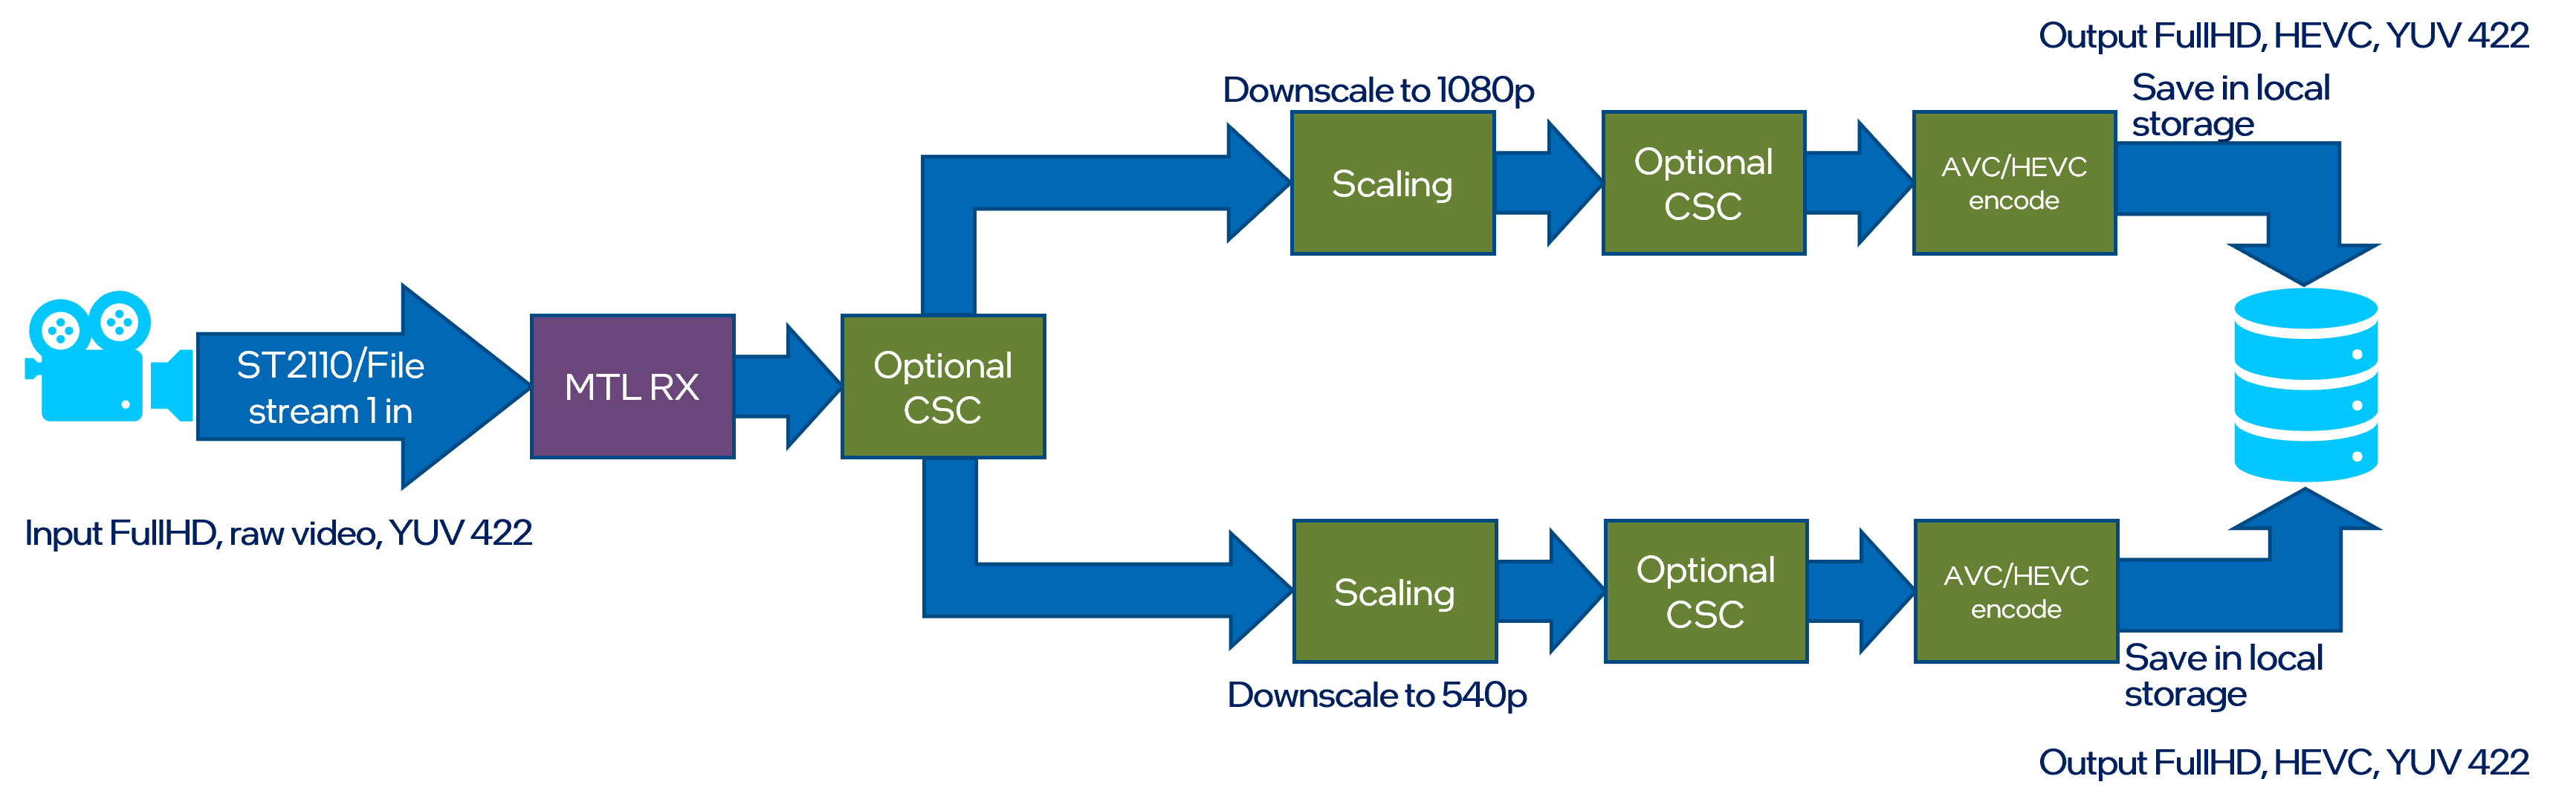 Output FullHD, HEVC, YUV 422
Save in local
storage
Downscale to 1080p
Scaling
Optional
CSC
AVC/HEVC
encode
ST2110/File
stream 1 in
MTL RX
Optional
CSC
Input FullHD, raw video, YUV 422
Scaling
Optional
CSC
AVC/HEVC
encode
Downscale to 540p
Save in local
storage
Output FullHD, HEVC, YUV 422